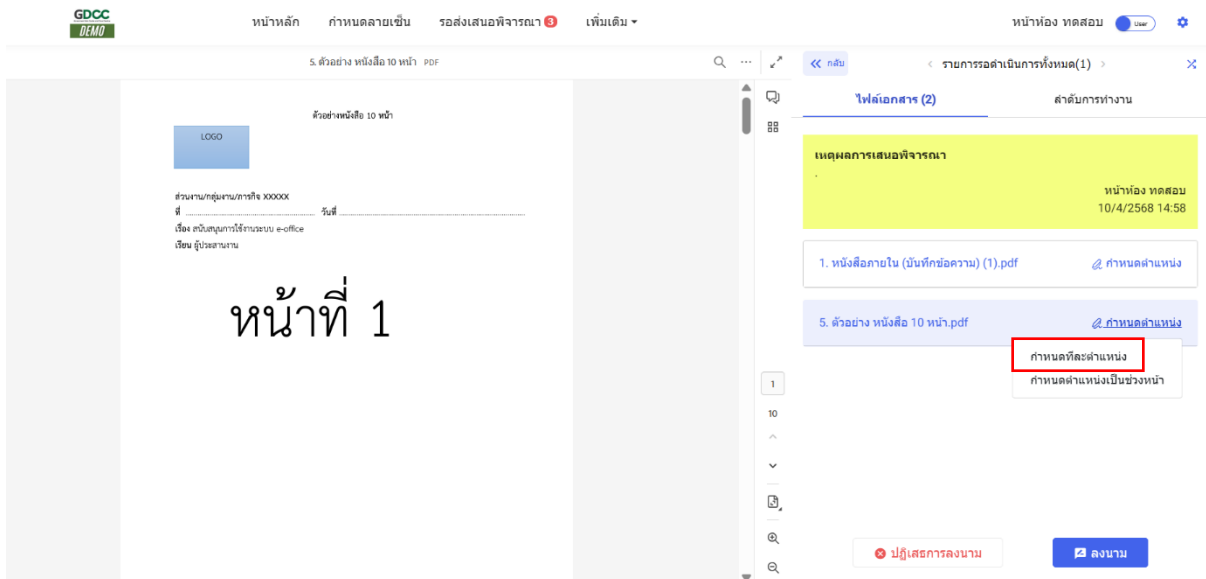 GDCC
DEMO
หน้าหลัก กำหนดลายเซ็น รอส่งเสนอพิจารณา 3 เพิ่มเติม
หน้าห้อง ทดสอบ User
5. ตัวอย่าง หนังสือ 10 หน้า PDF
กลับ
รายการรอดำเนินการทั้งหมด(1)
ไฟล์เอกสาร (2) ลำดับการทำงาน
ตัวอย่างหนังสือ 10 หน้า
LOGO
ส่วนงาน/กลุ่มงาน/ภารกิจ XXXXX
ที่ ........................................ วันที่ ........................................
เรื่อง สนับสนุนการใช้งานระบบ e-office
เรียน ผู้ประสานงาน
หน้าที่ 1
1
10
เหตุผลการเสนอพิจารณา
.
หน้าห้อง ทดสอบ
10/4/2568 14:58
1. หนังสือภายใน (บันทึกข้อความ) (1).pdf กำหนดตำแหน่ง
5. ตัวอย่าง หนังสือ 10 หน้า.pdf กำหนดตำแหน่ง
กำหนดทีละตำแหน่ง
กำหนดตำแหน่งเป็นช่วงหน้า
ปฏิเสธการลงนาม ลงนาม